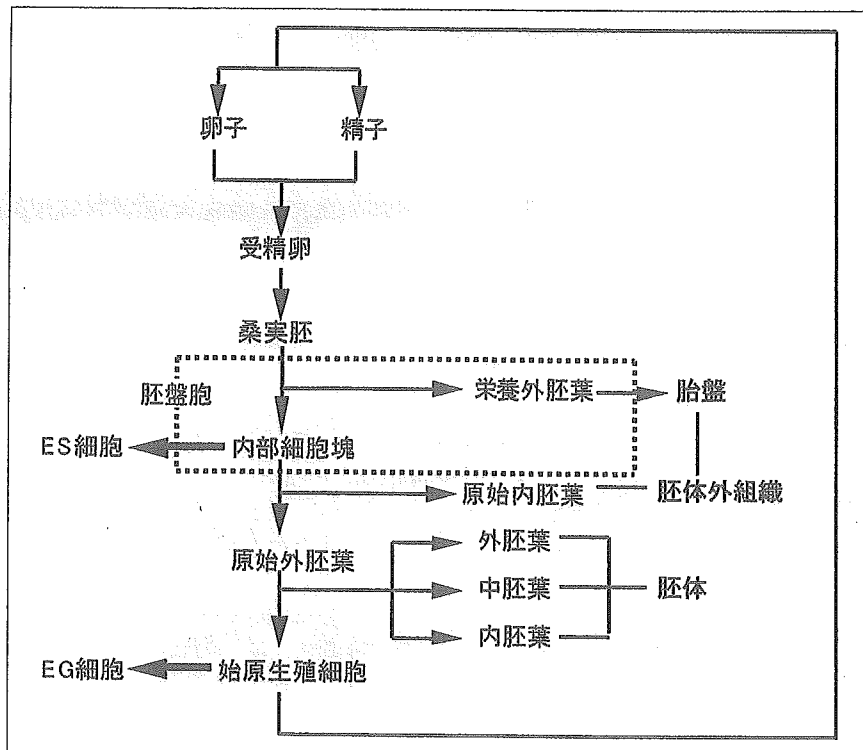 卵子 精子
受精卵
桑実胚
胚盤胞 栄養外胚葉 胎盤
ES細胞 内部細胞塊
原始内胚葉 胚体外組織
原始外胚葉 外胚葉
中胚葉 胚体
内胚葉
EG細胞 始原生殖細胞